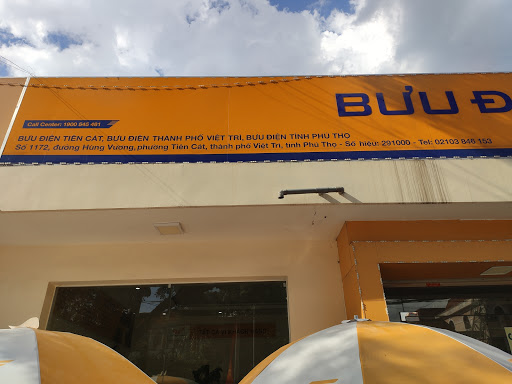 BƯU Đ
Call Center: 1900 845 481
BƯU ĐIỆN TIÊN CÁT, BƯU ĐIỆN THÀNH PHỐ VIỆT TRÌ, BƯU ĐIỆN TỈNH PHÚ THỌ
Số 1172, đường Hùng Vương, phường Tiên Cát, thành phố Việt Trì, tỉnh Phú Thọ - Số hiệu: 291000 - Tel: 02103 848 153